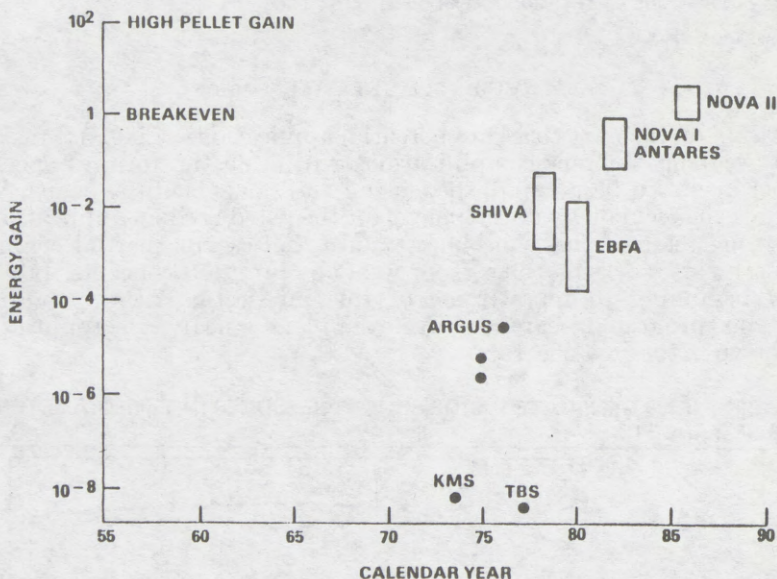 10² HIGH PELLET GAIN
1 BREAKEVEN
NOVA II
NOVA I
ANTARES
10⁻²
SHIVA
EBFA
ENERGY GAIN
10⁻⁴
ARGUS
10⁻⁶
10⁻⁸
KMS
TBS
55 60 65 70 75 80 85 90
CALENDAR YEAR